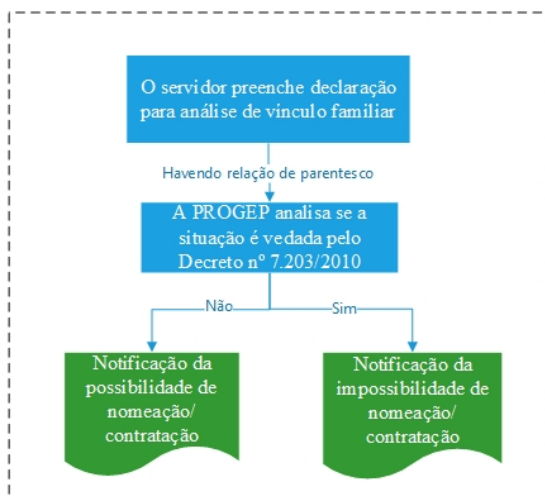 O servidor preenche declaração
para análise de vínculo familiar
Havendo relação de parentesco
A PROGEP analisa se a
situação é vedada pelo
Decreto nº 7.203/2010
Não
Sim
Notificação da
possibilidade de
nomeação/
contratação
Notificação da
impossibilidade de
nomeação/
contratação